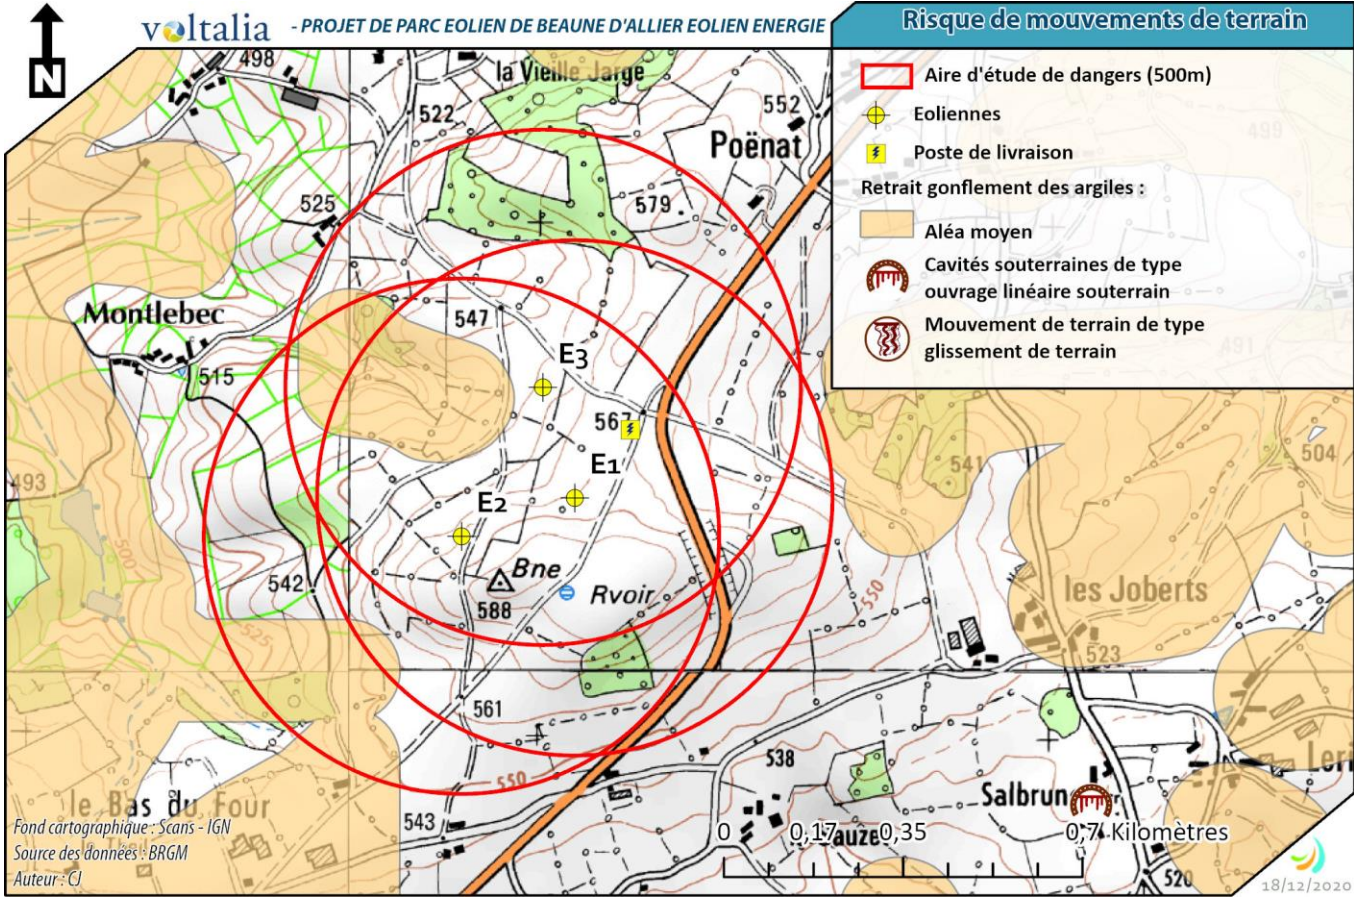 N
voltalia
- PROJET DE PARC EOLIEN DE BEAUNE D'ALLIER EOLIEN ENERGIE
Risque de mouvements de terrain
Aire d'étude de dangers (500m)
Eoliennes
Poste de livraison
Retrait gonflement des argiles :
Aléa moyen
Cavités souterraines de type
ouvrage linéaire souterrain
Mouvement de terrain de type
glissement de terrain
499
491
498
la Vieille Jarge
522
552
Poënat
525
579
Montlebec
547
E3
515
567
E1
541
504
493
E2
500
542
Bne
588
Rvoir
550
les Joberts
525
523
561
550
538
543
le Bas du Four
Salbrun
Leri
520
Fond cartographique : Scans - IGN
Source des données : BRGM
Auteur : CJ
0 0,17 0,35 0,7 Kilomètres
18/12/2020